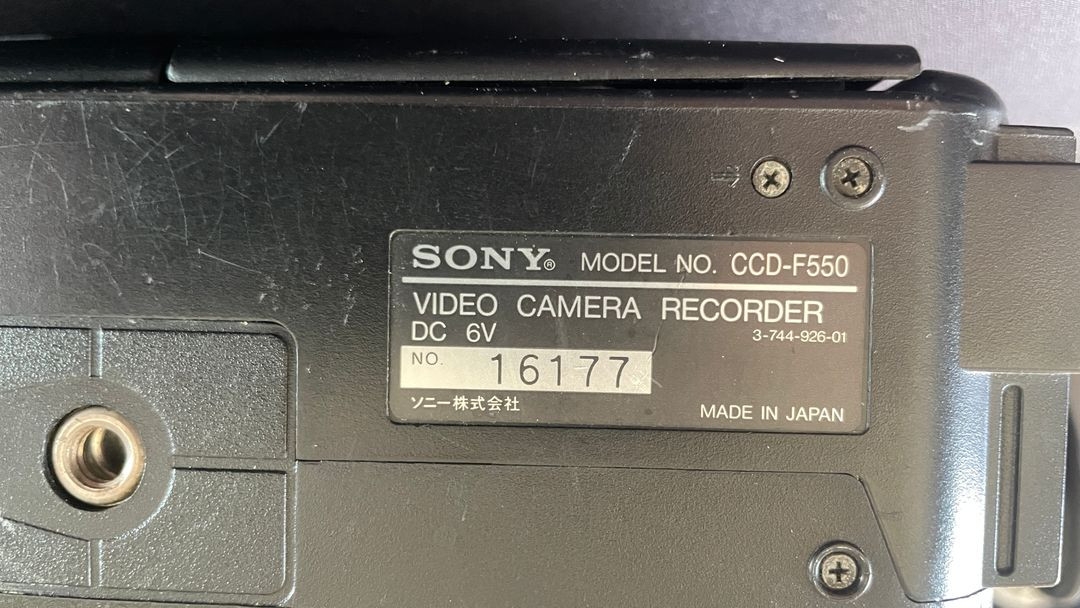 SONY® MODEL NO. CCD-F550
VIDEO CAMERA RECORDER
DC 6V 3-744-926-01
NO. 16177
ソニー株式会社 MADE IN JAPAN